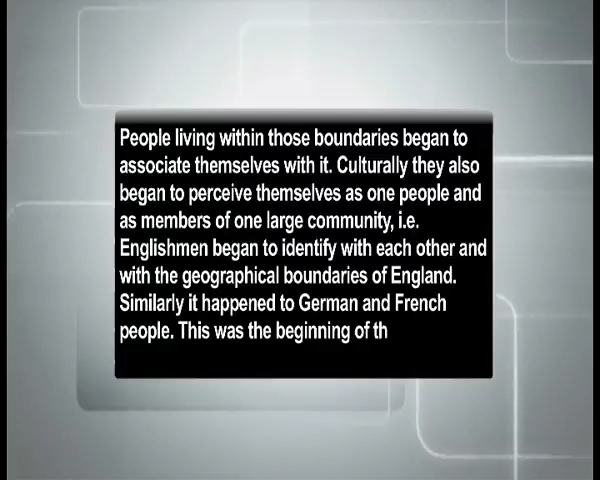 People living within those boundaries began to
associate themselves with it. Culturally they also
began to perceive themselves as one people and
as members of one large community, i.e.
Englishmen began to identify with each other and
with the geographical boundaries of England.
Similarly it happened to German and French
people. This was the beginning of th